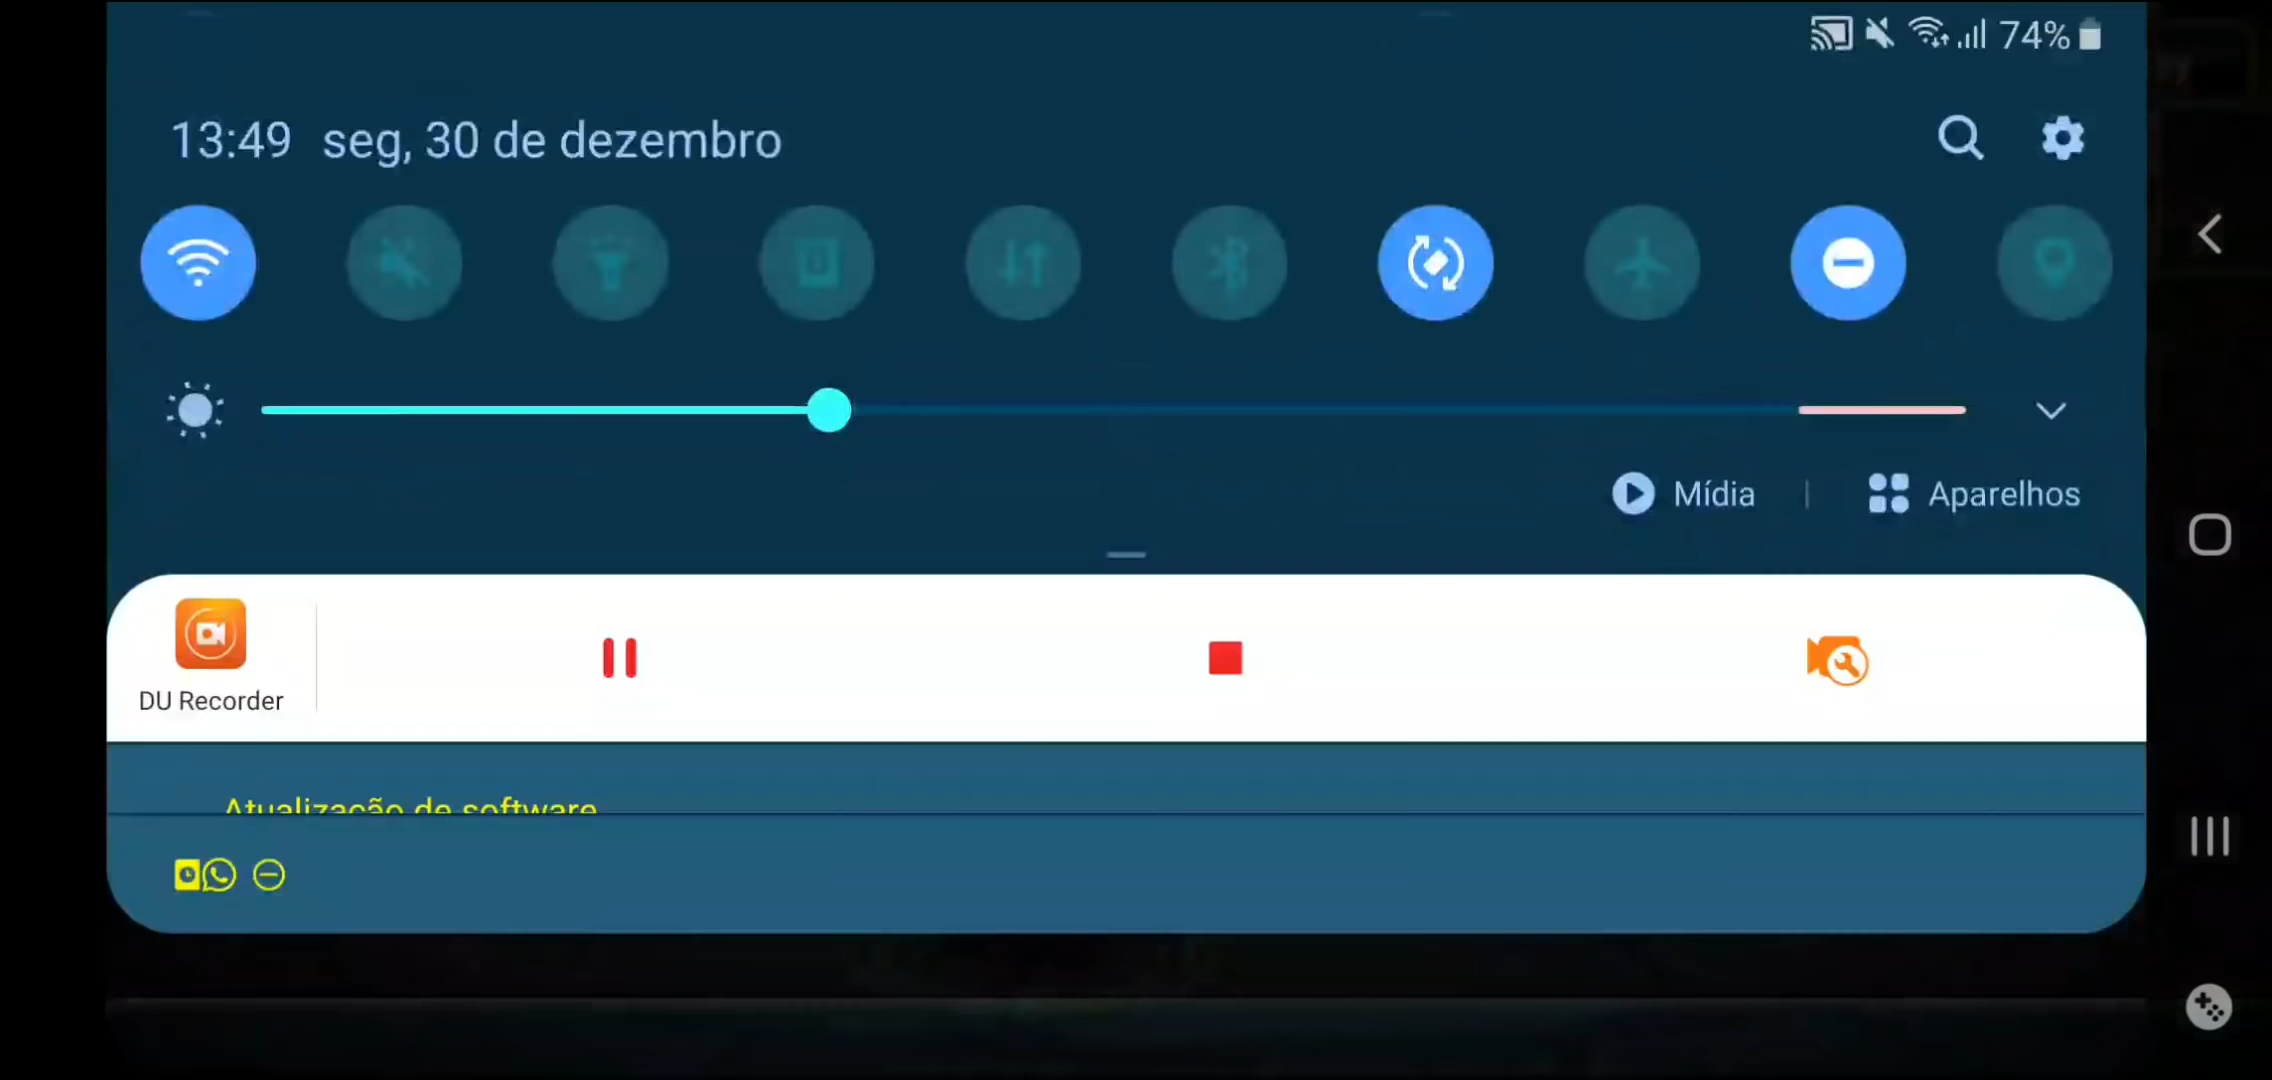 74%
13:49 seg, 30 de dezembro
Mídia | Aparelhos
DU Recorder
Atualização de software